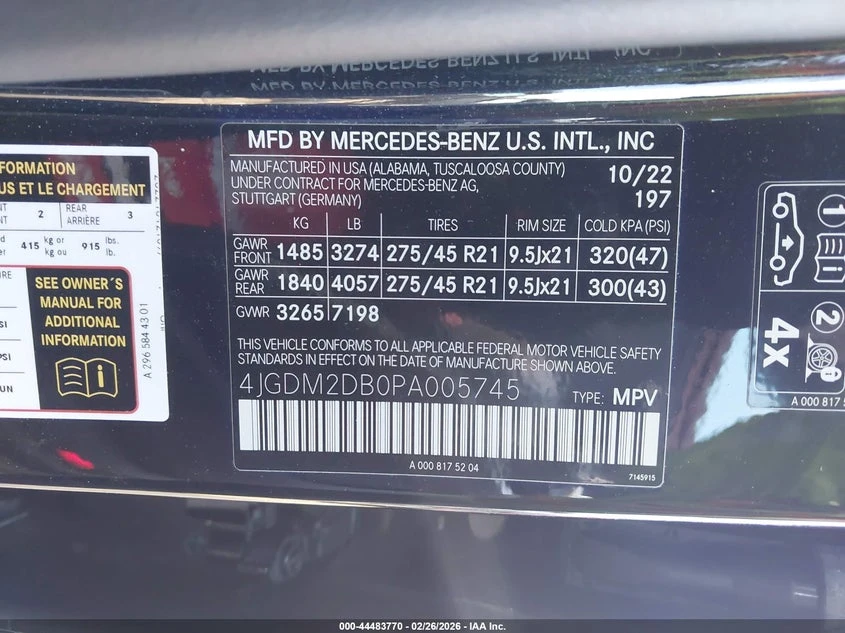 MFD BY MERCEDES-BENZ U.S. INTL., INC
MANUFACTURED IN USA (ALABAMA, TUSCALOOSA COUNTY) 10/22
UNDER CONTRACT FOR MERCEDES-BENZ AG,
STUTTGART (GERMANY) 197
KG LB TIRES RIM SIZE COLD KPA (PSI)
GAWR FRONT 1485 3274 275/45 R21 9.5Jx21 320(47)
GAWR REAR 1840 4057 275/45 R21 9.5Jx21 300(43)
GVWR 3265 7198
THIS VEHICLE CONFORMS TO ALL APPLICABLE FEDERAL MOTOR VEHICLE SAFETY
STANDARDS IN EFFECT ON THE DATE OF MANUFACTURE SHOWN ABOVE.
4JGDM2DB0PA005745 TYPE: MPV
A 000 817 52 04
7145915
US ET LE CHARGEMENT
2 REAR ARRIÈRE 3
415 kg or kg ou 915 lbs. lb.
SEE OWNER´S
MANUAL FOR
ADDITIONAL
INFORMATION
A 296 584 43 01
1
2
4x
A 000 817 5
000-44483770 - 02/26/2026 - IAA Inc.